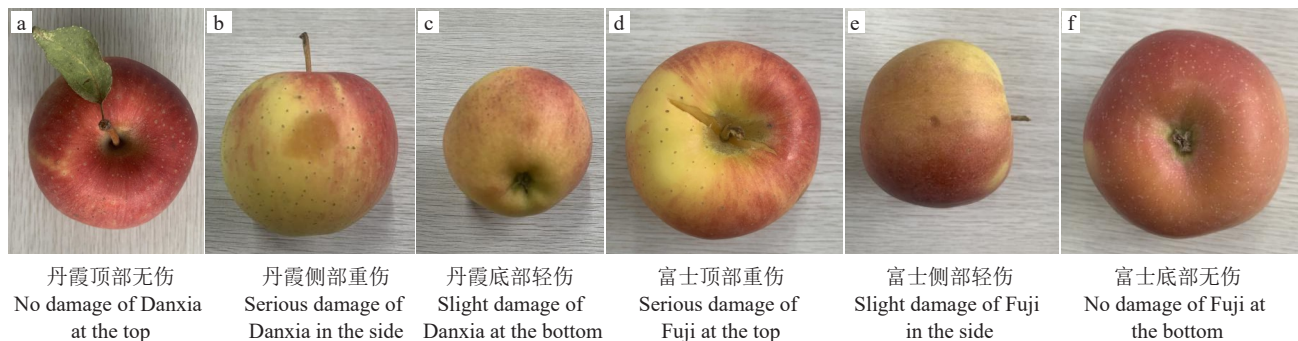 a
b
c
d
e
f
丹霞顶部无伤
No damage of Danxia
at the top
丹霞侧部重伤
Serious damage of
Danxia in the side
丹霞底部轻伤
Slight damage of
Danxia at the bottom
富士顶部重伤
Serious damage of
Fuji at the top
富士侧部轻伤
Slight damage of Fuji
in the side
富士底部无伤
No damage of Fuji at
the bottom